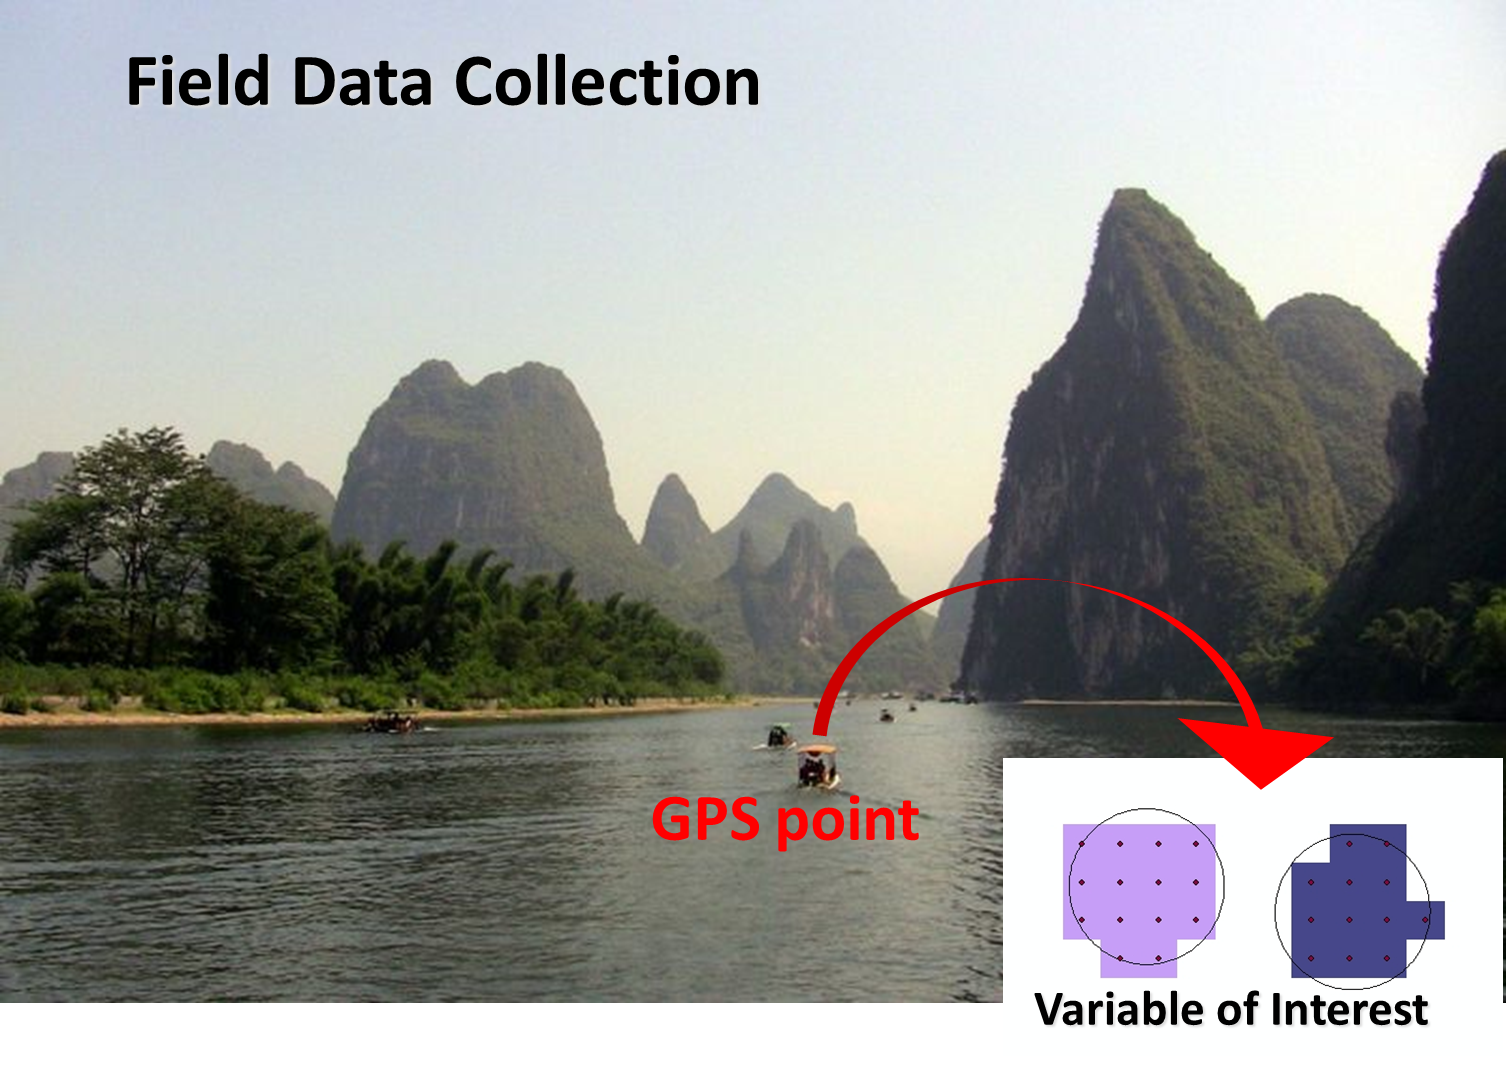 Field Data Collection
GPS point
Variable of Interest